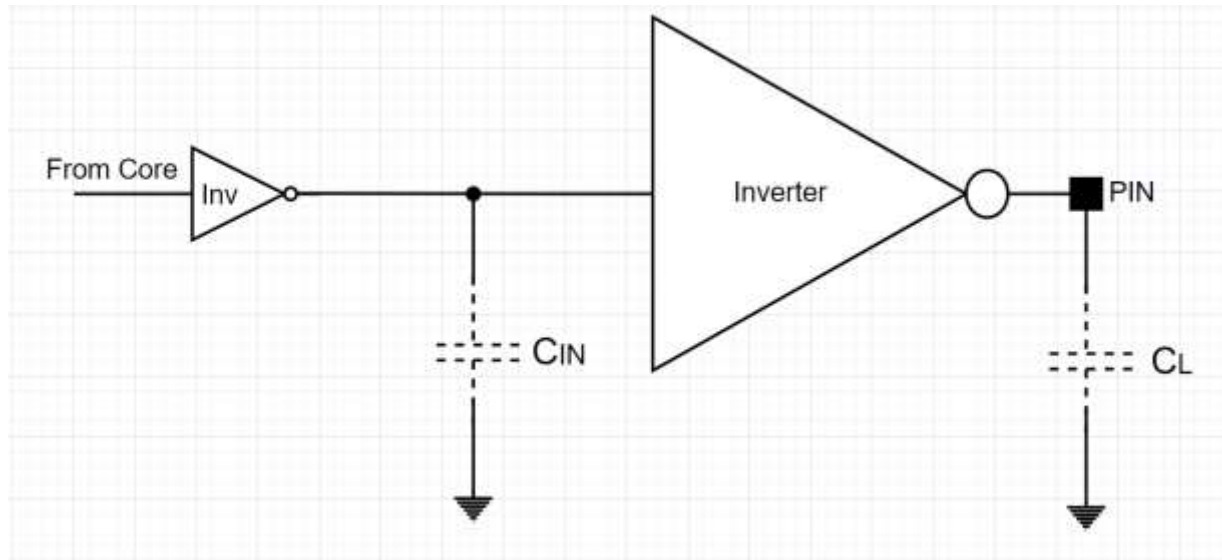 From Core
Inv
Inverter
PIN
CIN
CL